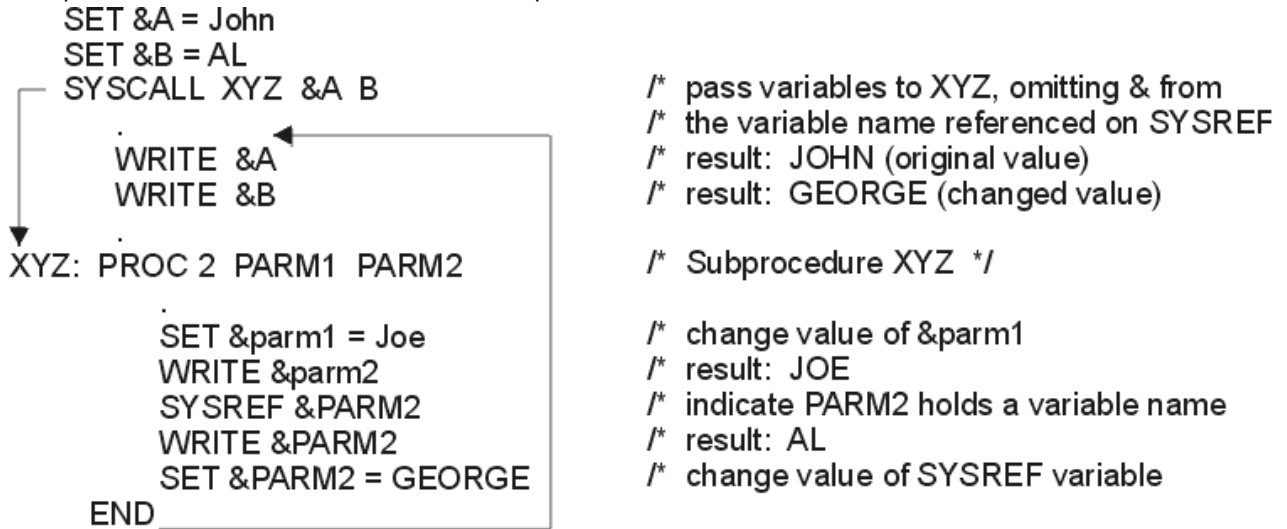 SET &A = John
SET &B = AL
SYSCALL XYZ &A B /* pass variables to XYZ, omitting & from
. /* the variable name referenced on SYSREF
WRITE &A /* result: JOHN (original value)
WRITE &B /* result: GEORGE (changed value)
.
XYZ: PROC 2 PARM1 PARM2 /* Subprocedure XYZ */
.
SET &parm1 = Joe /* change value of &parm1
WRITE &parm2 /* result: JOE
SYSREF &PARM2 /* indicate PARM2 holds a variable name
WRITE &PARM2 /* result: AL
SET &PARM2 = GEORGE /* change value of SYSREF variable
END